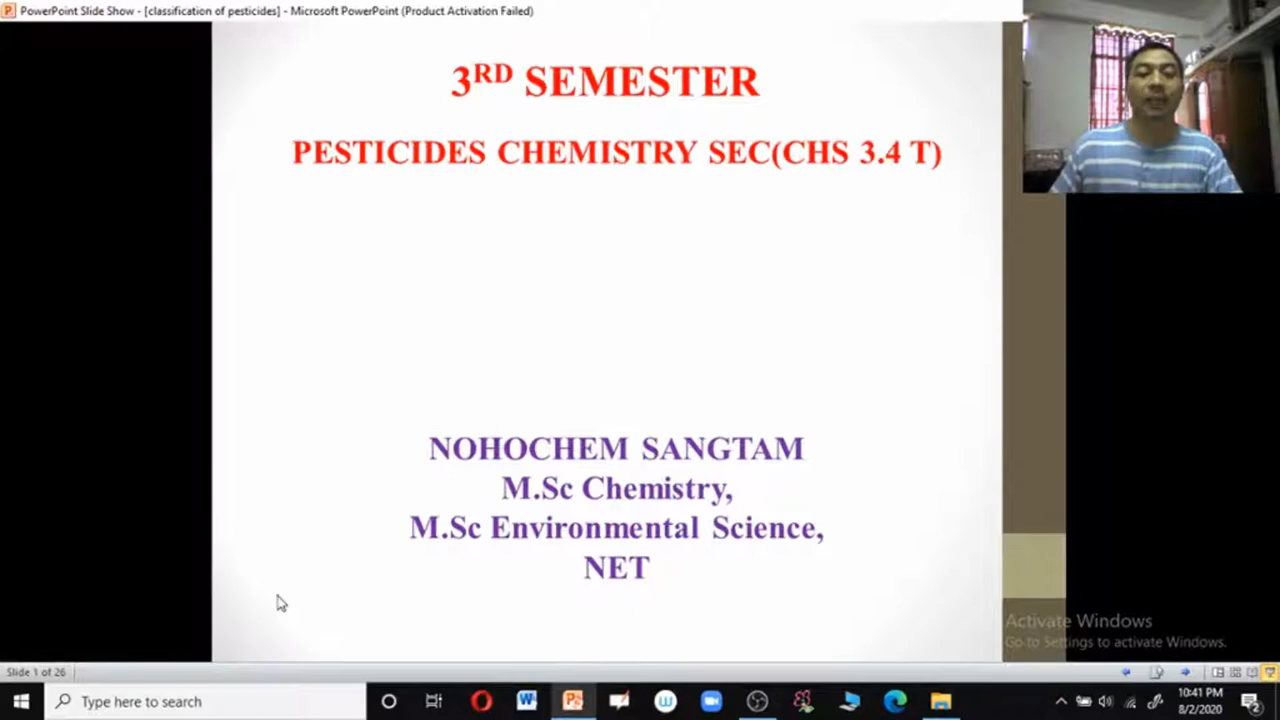 PowerPoint Slide Show - [classification of pesticides] - Microsoft PowerPoint (Product Activation Failed)
3RD SEMESTER
PESTICIDES CHEMISTRY SEC(CHS 3.4 T)
NOHOCHEM SANGTAM
M.Sc Chemistry,
M.Sc Environmental Science,
NET
Activate Windows
Go to Settings to activate Windows.
Slide 1 of 26
Type here to search
10:41 PM
8/2/2020
2